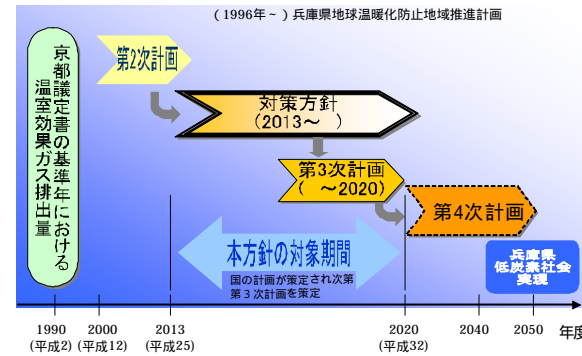 （1996年～）兵庫県地球温暖化防止地域推進計画
京都議定書の基準年における
温室効果ガス排出量
第2次計画
対策方針
(2013～　)
第3次計画
(　～2020)
第4次計画
本方針の対象期間
国の計画が策定され次第
第３次計画を策定
兵庫県
低炭素社会
実現
1990 2000 2013 2020 2040 2050 年度
(平成2) (平成12) (平成25) (平成32)